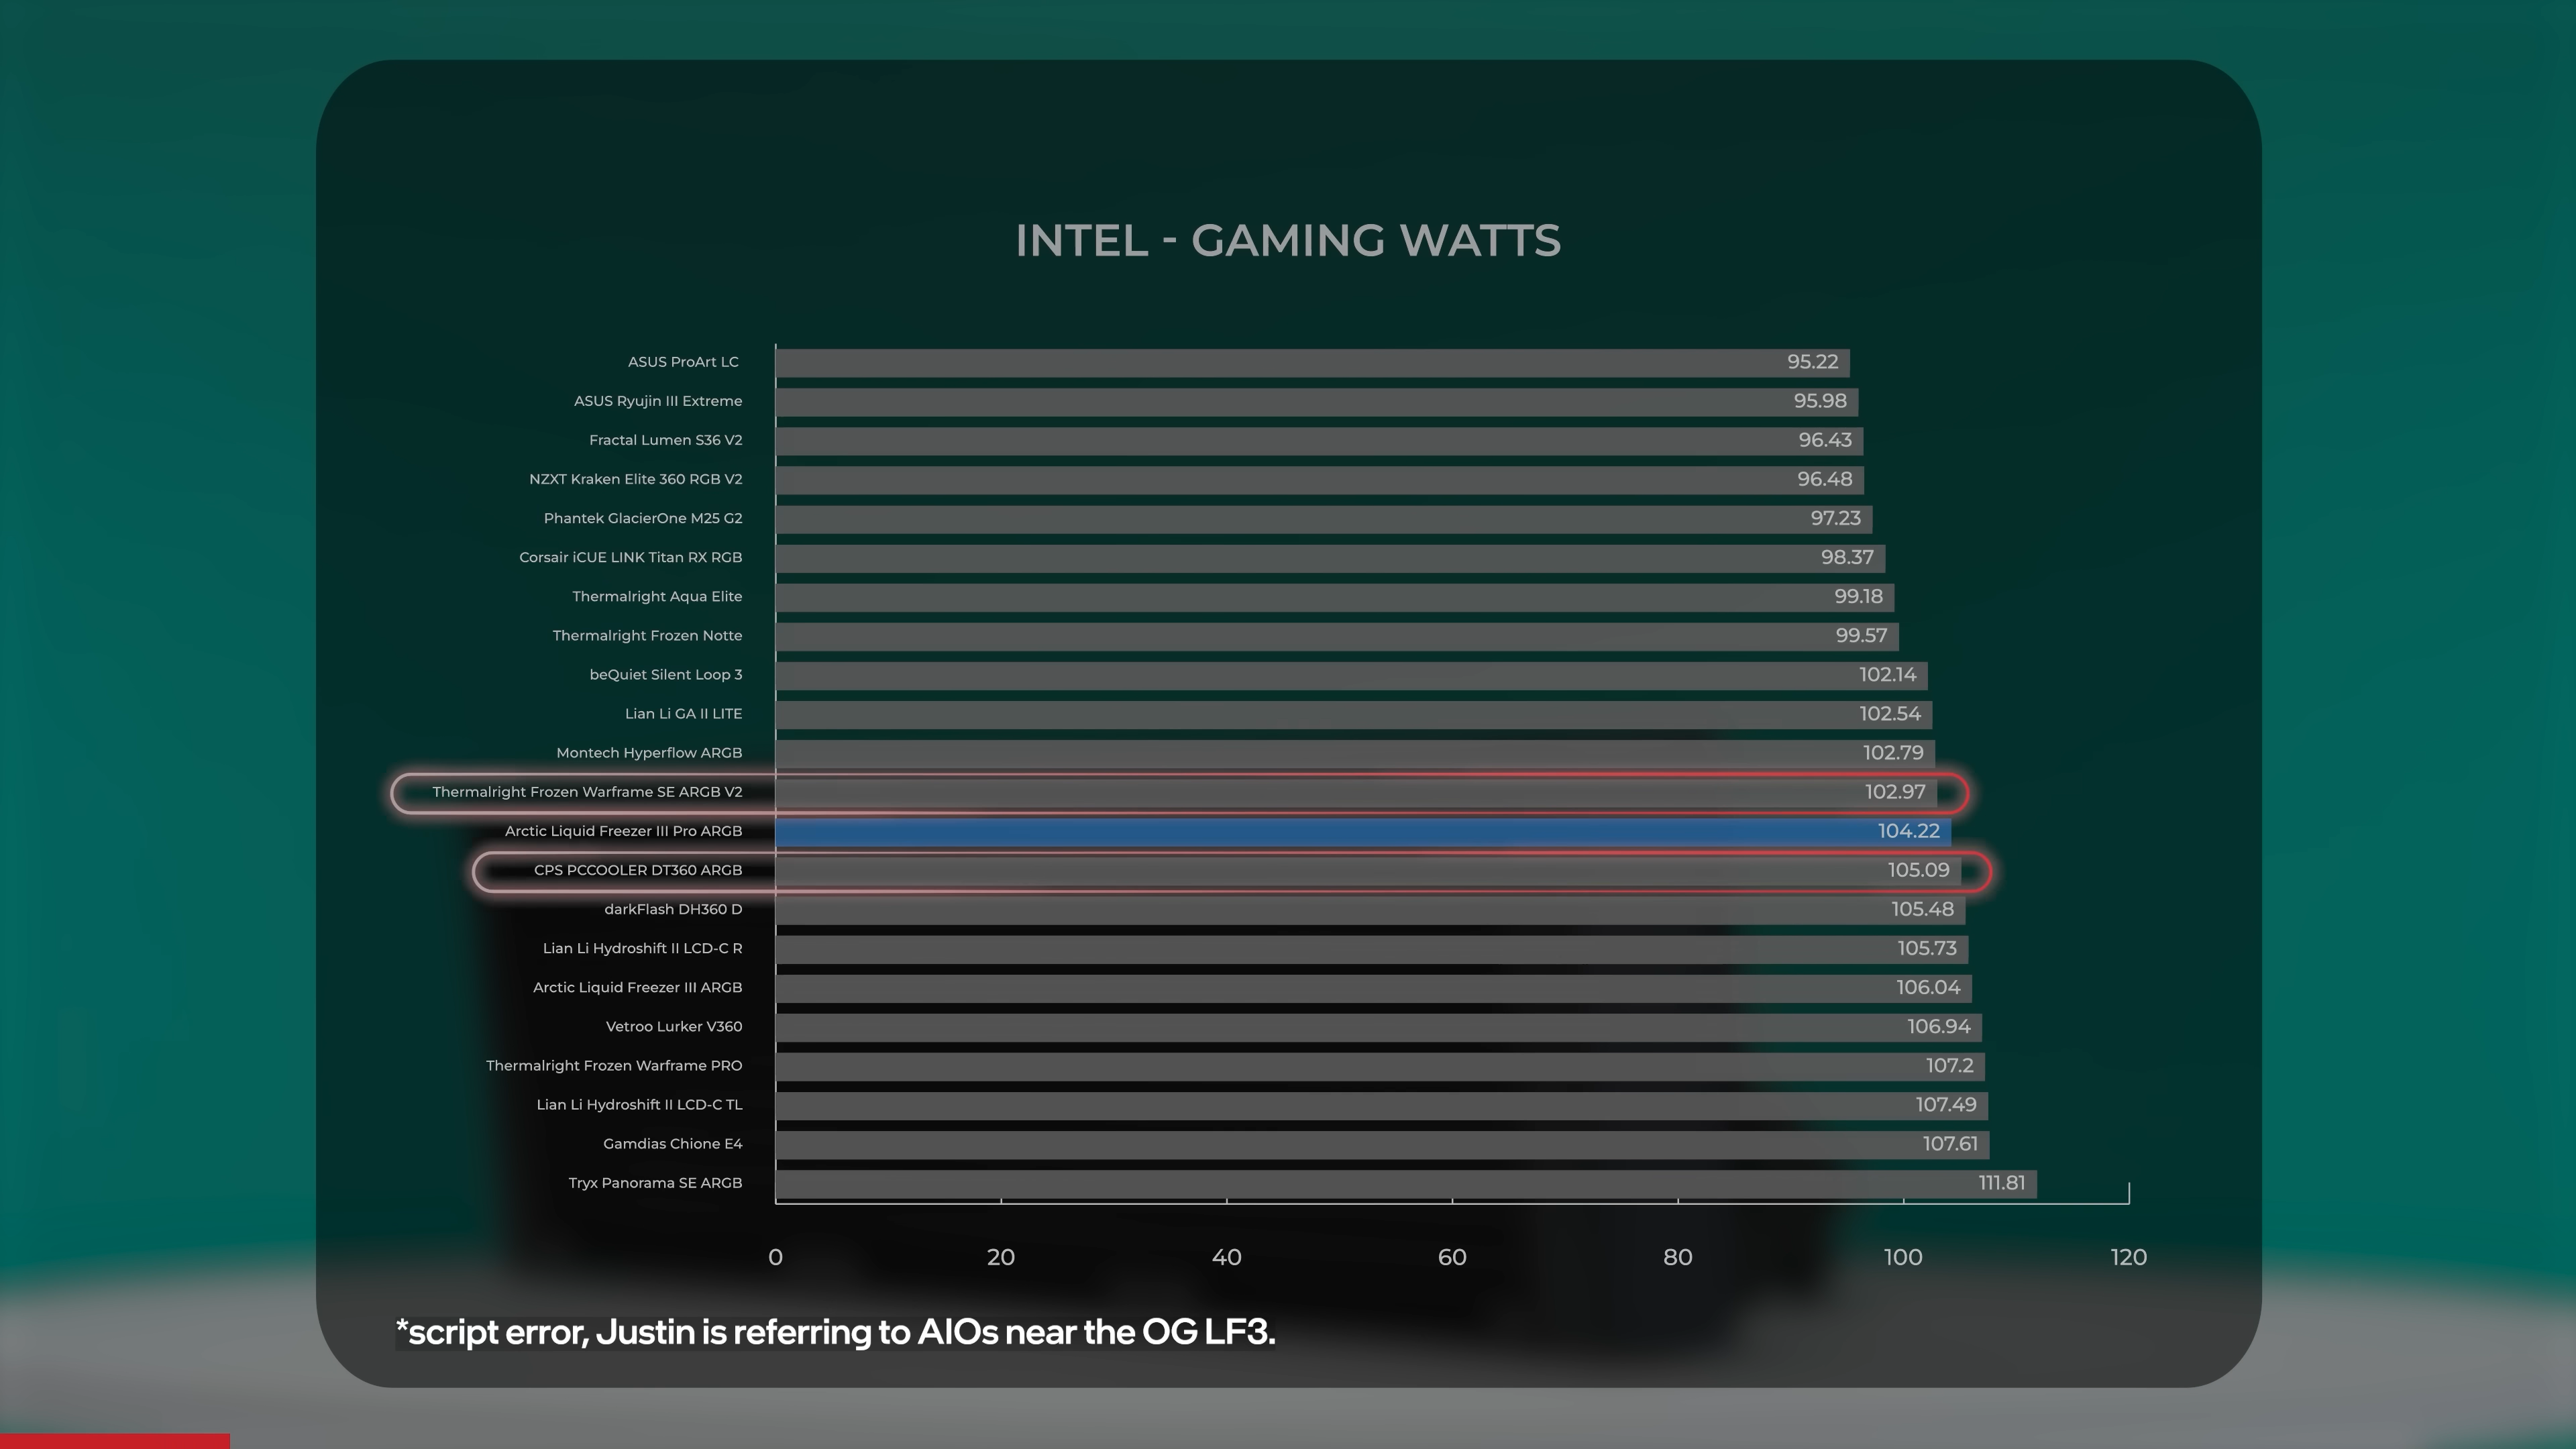 INTEL - GAMING WATTS
ASUS ProArt LC 95.22
ASUS Ryujin III Extreme 95.98
Fractal Lumen S36 V2 96.43
NZXT Kraken Elite 360 RGB V2 96.48
Phantek GlacierOne M25 G2 97.23
Corsair iCUE LINK Titan RX RGB 98.37
Thermalright Aqua Elite 99.18
Thermalright Frozen Notte 99.57
beQuiet Silent Loop 3 102.14
Lian Li GA II LITE 102.54
Montech Hyperflow ARGB 102.79
Thermalright Frozen Warframe SE ARGB V2 102.97
Arctic Liquid Freezer III Pro ARGB 104.22
CPS PCCOOLER DT360 ARGB 105.09
darkFlash DH360 D 105.48
Lian Li Hydroshift II LCD-C R 105.73
Arctic Liquid Freezer III ARGB 106.04
Vetroo Lurker V360 106.94
Thermalright Frozen Warframe PRO 107.2
Lian Li Hydroshift II LCD-C TL 107.49
Gamdias Chione E4 107.61
Tryx Panorama SE ARGB 111.81
0 20 40 60 80 100 120
*script error, Justin is referring to AIOs near the OG LF3.